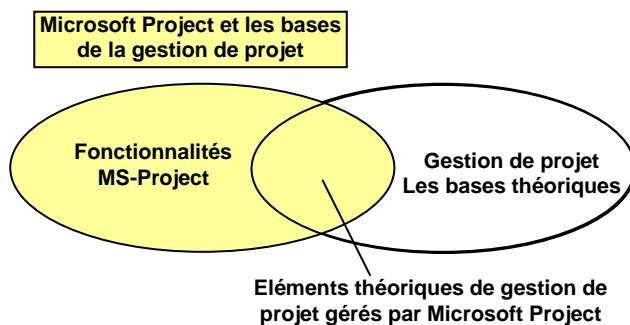 Microsoft Project et les bases
de la gestion de projet
Fonctionnalités
MS-Project
Gestion de projet
Les bases théoriques
Eléments théoriques de gestion de
projet gérés par Microsoft Project